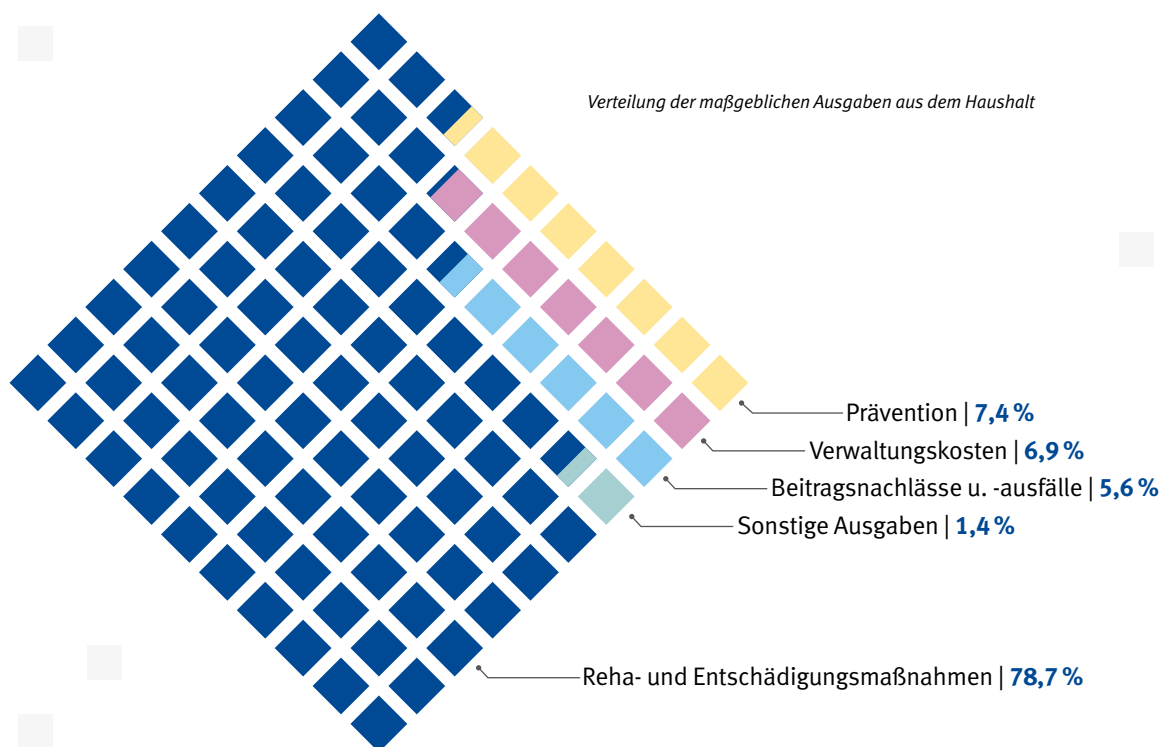 Verteilung der maßgeblichen Ausgaben aus dem Haushalt
Prävention | 7,4 %
Verwaltungskosten | 6,9 %
Beitragsnachlässe u. -ausfälle | 5,6 %
Sonstige Ausgaben | 1,4 %
Reha- und Entschädigungsmaßnahmen | 78,7 %